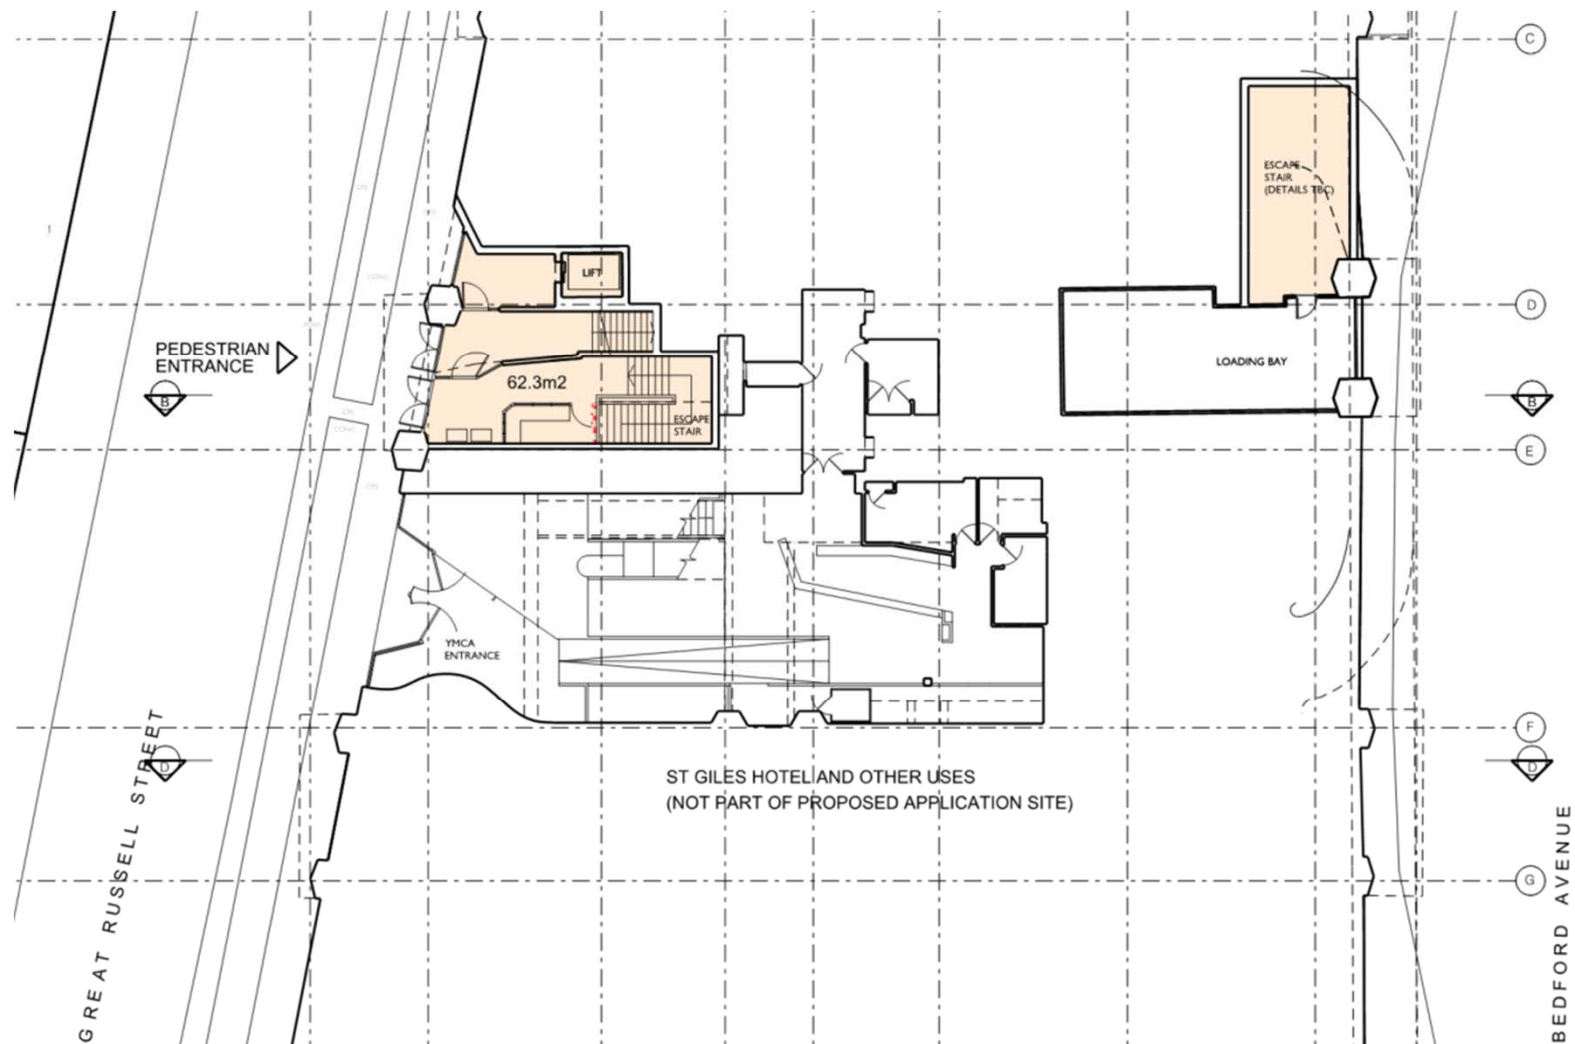 C
ESCAPE
STAIR
(DETAILS TBC)
LIFT
D
PEDESTRIAN
ENTRANCE
62.3m2
LOADING BAY
B
B
ESCAPE
STAIR
E
YMCA
ENTRANCE
F
D
D
ST GILES HOTEL AND OTHER USES
(NOT PART OF PROPOSED APPLICATION SITE)
G
GREAT RUSSELL STREET
BEDFORD AVENUE